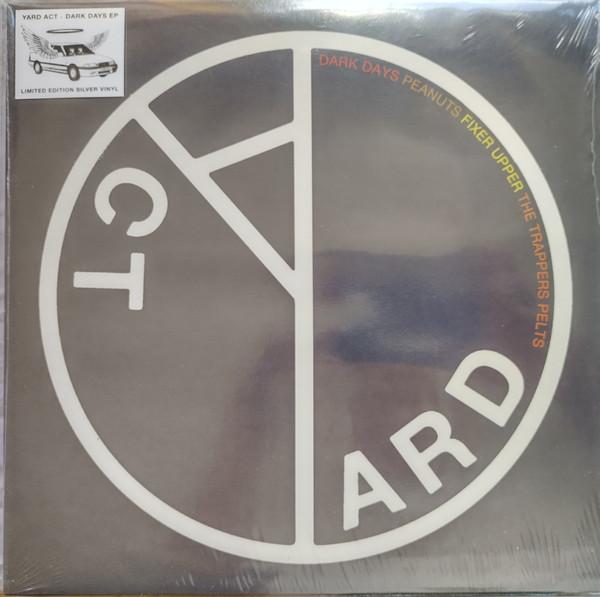 YARD ACT - DARK DAYS EP
LIMITED EDITION SILVER VINYL
DARK DAYS PEANUTS FIXER UPPER THE TRAPPERS PELTS
YARD
ACT